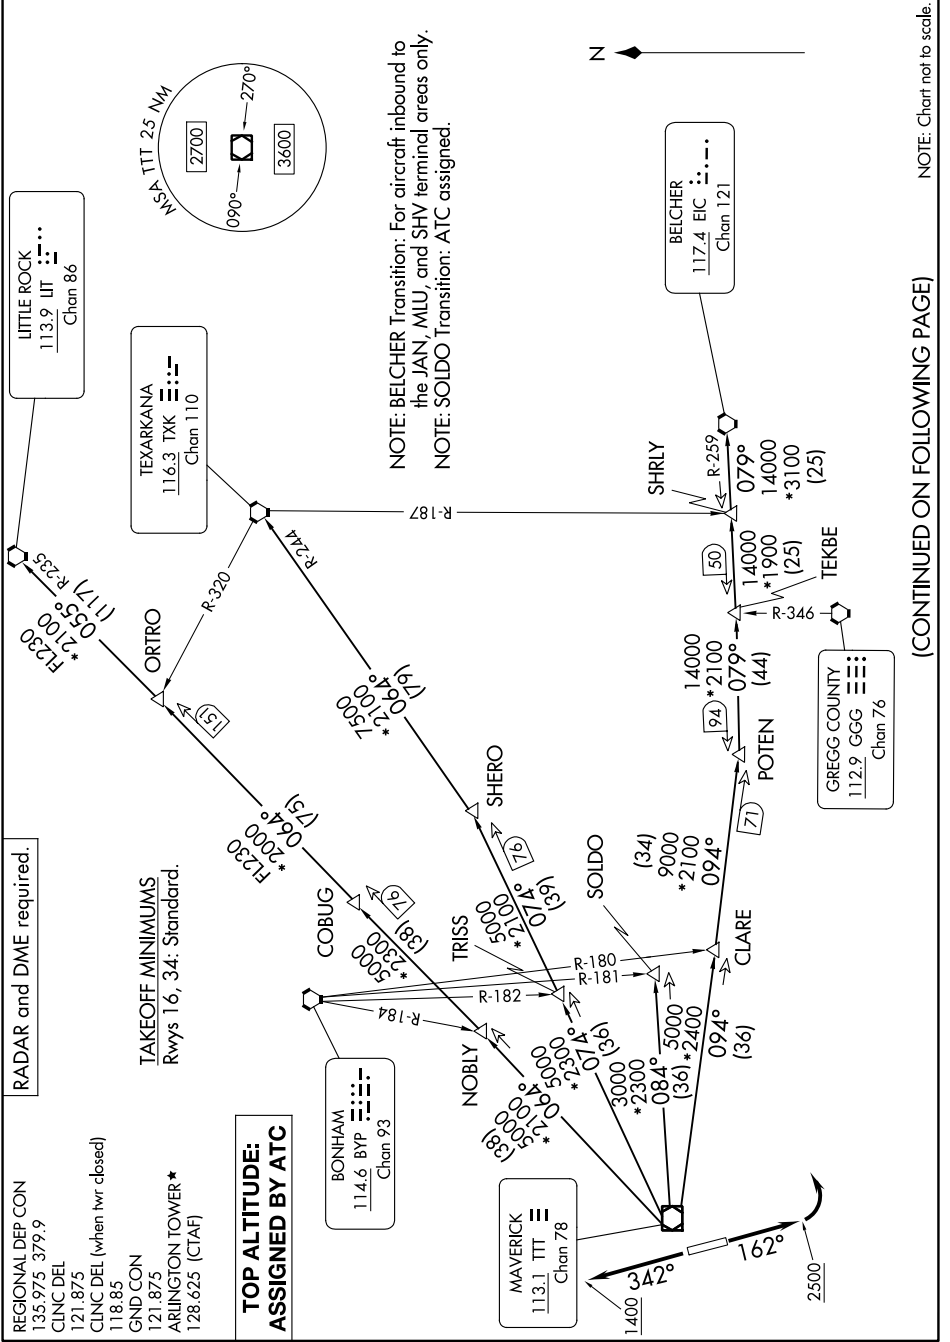 REGIONAL DEP CON
135.975 379.9
CLNC DEL
121.875
CLNC DEL (when twr closed)
118.85
GND CON
121.875
ARLINGTON TOWER★
128.625 (CTAF)
RADAR and DME required.
TAKEOFF MINIMUMS
Rwys 16, 34: Standard.
TOP ALTITUDE:
ASSIGNED BY ATC
LITTLE ROCK
113.9 LIT
Chan 86
TEXARKANA
116.3 TXK
Chan 110
MSA TTT 25 NM
2700
090°
270°
3600
NOTE: BELCHER Transition: For aircraft inbound to
the JAN, MLU, and SHV terminal areas only.
NOTE: SOLDO Transition: ATC assigned.
N
R-235
FL230
*2100
055°
(117)
ORTRO
R-320
151
FL230
*2000
064°
(75)
COBUG
76
5000
*2300
(38)
BONHAM
114.6 BYP
Chan 93
R-184
R-182
R-181
R-180
NOBLY
(38)
5000
*2100
064°
R-244
7500
*2100
064°
(79)
SHERO
76
5000
*2100
074°
(39)
TRISS
5000
*2300
074°
(36)
SOLDO
3000
*2300
084°
(36)
5000
*2400
094°
(36)
CLARE
(34)
9000
*2100
094°
71
POTEN
94
14000
*2100
079°
(44)
TEKBE
R-346
GREGG COUNTY
112.9 GGG
Chan 76
50
14000
*1900
(25)
SHRLY
R-187
R-259
079°
14000
*3100
(25)
BELCHER
117.4 EIC
Chan 121
MAVERICK
113.1 TTT
Chan 78
342°
1400
162°
2500
(CONTINUED ON FOLLOWING PAGE)
NOTE: Chart not to scale.